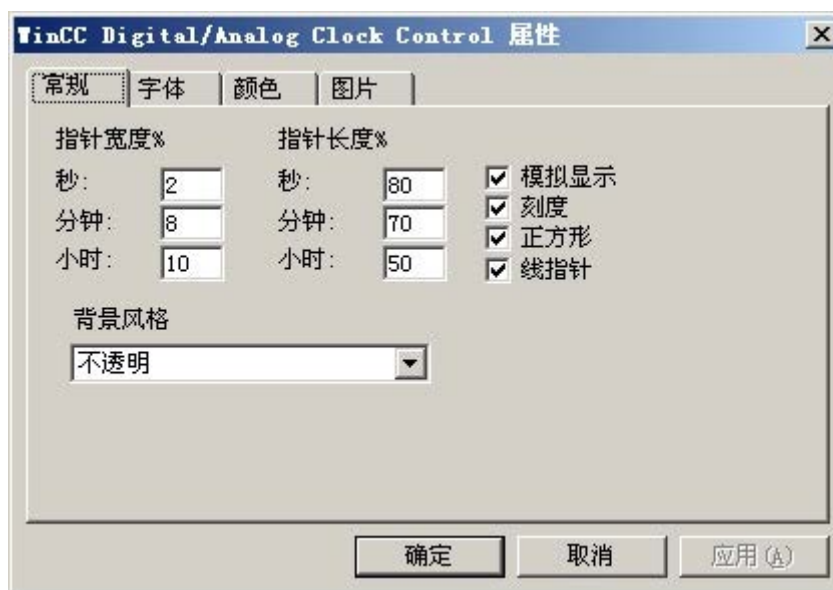 WinCC Digital/Analog Clock Control 属性
常规 字体 颜色 图片
指针宽度% 指针长度%
秒: 2 秒: 80 模拟显示
分钟: 8 分钟: 70 刻度
正方形
小时: 10 小时: 50 线指针
背景风格
不透明
确定 取消 应用(A)